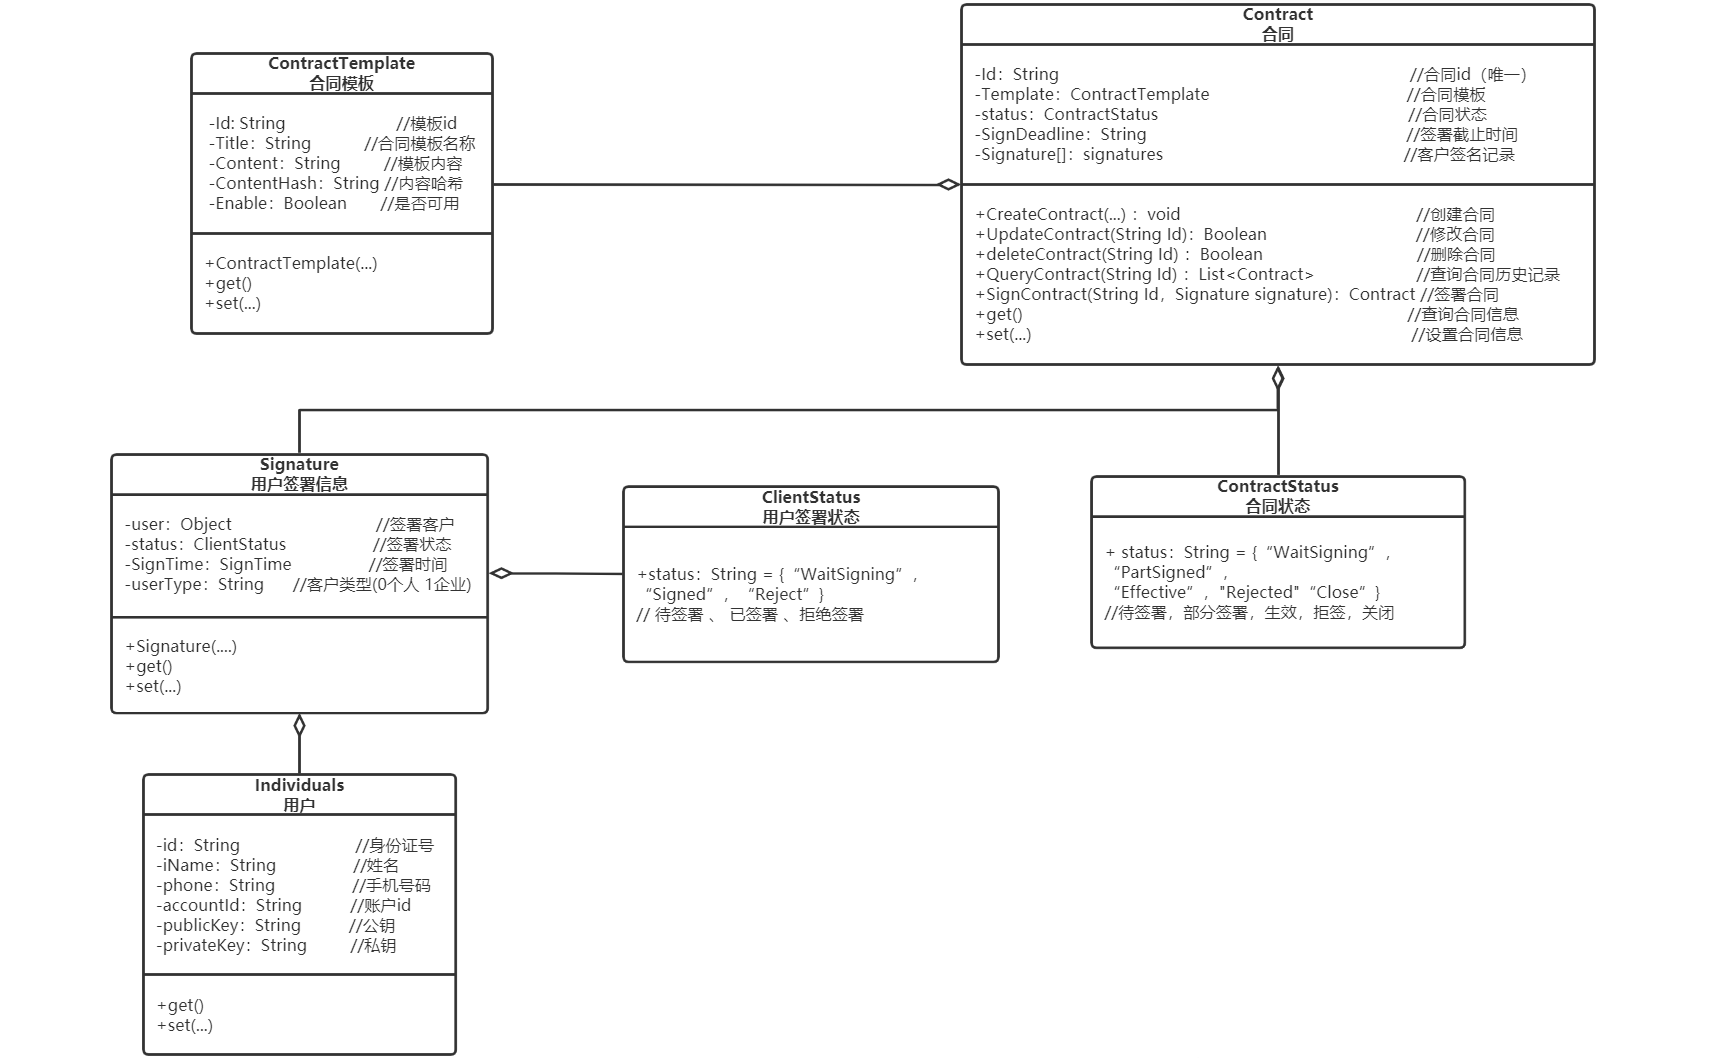 ContractTemplate
合同模板
-Id: String //模板id
-Title：String //合同模板名称
-Content：String //模板内容
-ContentHash：String //内容哈希
-Enable：Boolean //是否可用
+ContractTemplate(...)
+get()
+set(...)
Contract
合同
-Id：String //合同id（唯一）
-Template：ContractTemplate //合同模板
-status：ContractStatus //合同状态
-SignDeadline：String //签署截止时间
-Signature[]：signatures //客户签名记录
+CreateContract(...) ：void //创建合同
+UpdateContract(String Id)：Boolean //修改合同
+deleteContract(String Id) ：Boolean //删除合同
+QueryContract(String Id) ：List<Contract> //查询合同历史记录
+SignContract(String Id，Signature signature)：Contract //签署合同
+get() //查询合同信息
+set(...) //设置合同信息
Signature
用户签署信息
-user：Object //签署客户
-status：ClientStatus //签署状态
-SignTime：SignTime //签署时间
-userType：String //客户类型(0个人 1企业)
+Signature(....)
+get()
+set(...)
ClientStatus
用户签署状态
+status：String = {“WaitSigning”，
“Signed”， “Reject”}
// 待签署 、 已签署 、拒绝签署
ContractStatus
合同状态
+ status：String = {“WaitSigning”，
“PartSigned”，
“Effective”，"Rejected"“Close”}
//待签署，部分签署，生效，拒签，关闭
Individuals
用户
-id：String //身份证号
-iName：String //姓名
-phone：String //手机号码
-accountId：String //账户id
-publicKey：String //公钥
-privateKey：String //私钥
+get()
+set(...)